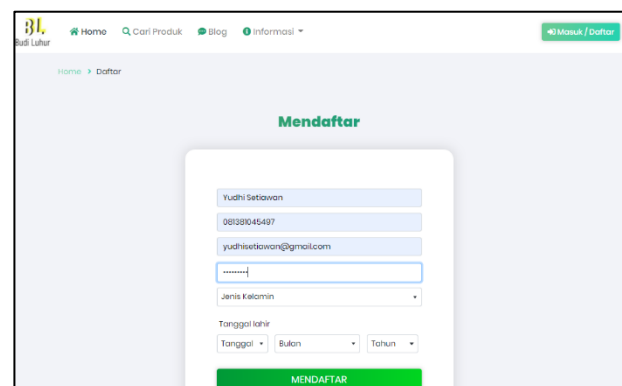 BL
Budi Luhur
Home Cari Produk Blog Informasi Masuk / Daftar
Home > Daftar
Mendaftar
Yudhi Setiawan
081381045497
yudhisetiawan@gmail.com
•••••••••
Jenis Kelamin
Tanggal lahir
Tanggal Bulan Tahun
MENDAFTAR